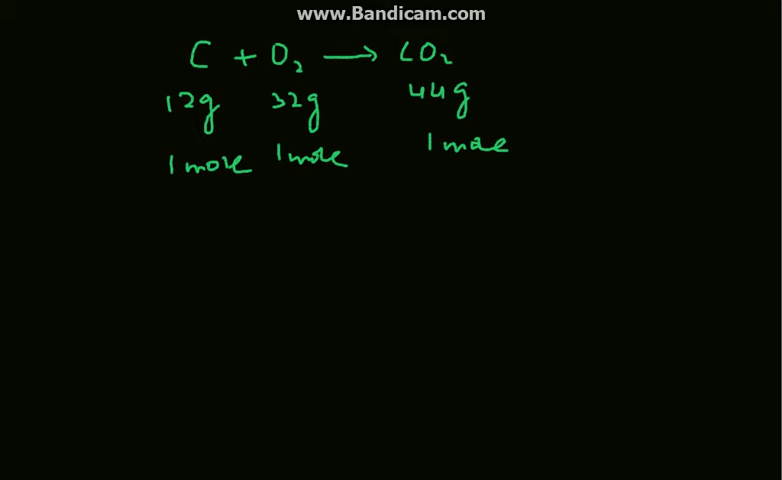 www.Bandicam.com
C + O₂ ⟶ CO₂
12g 32g 44g
1 mole 1 mole 1 mole